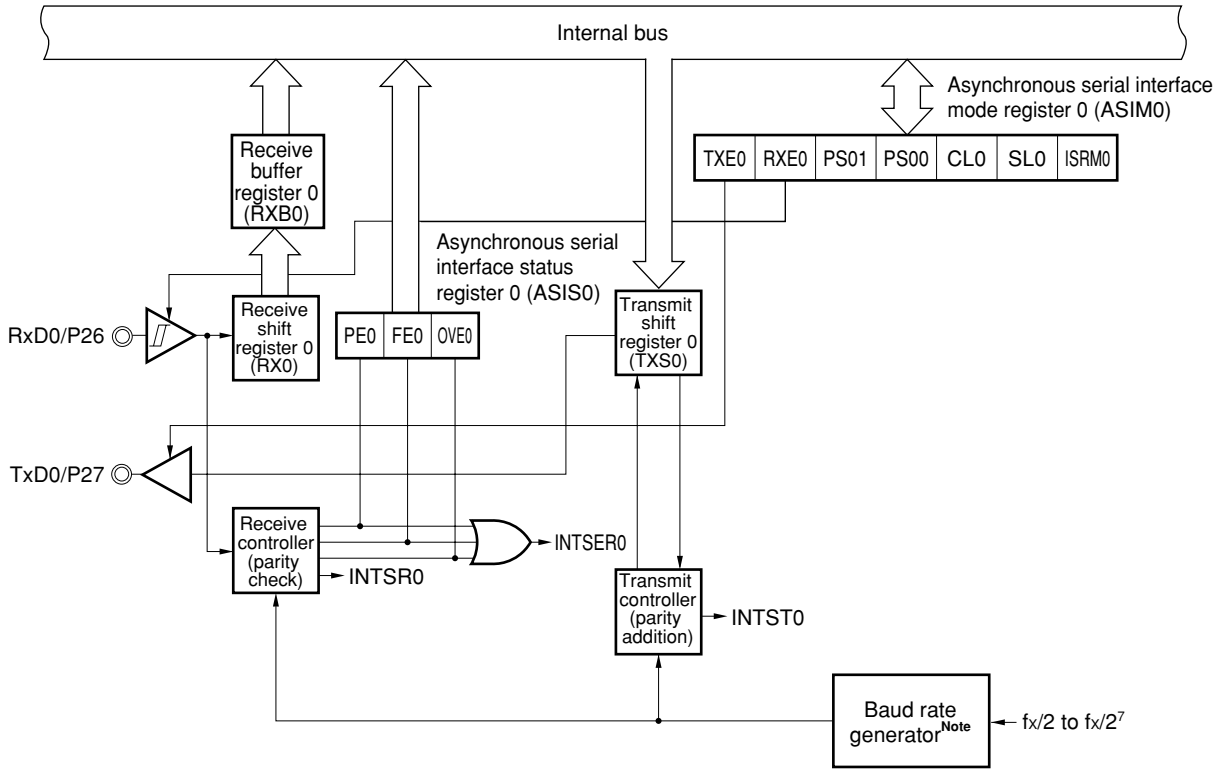 Internal bus
Asynchronous serial interface
mode register 0 (ASIM0)
TXE0 RXE0 PS01 PS00 CL0 SL0 ISRM0
Receive
buffer
register 0
(RXB0)
Asynchronous serial
interface status
register 0 (ASIS0)
RxD0/P26
Receive
shift
register 0
(RX0)
PE0 FE0 OVE0
Transmit
shift
register 0
(TXS0)
TxD0/P27
Receive
controller
(parity
check)
INTSER0
INTSR0
Transmit
controller
(parity
addition)
INTST0
Baud rate
generatorNote
fx/2 to fx/2⁷